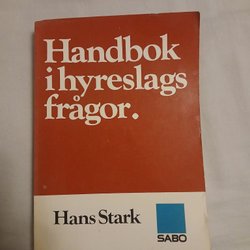 Handbok
i hyreslags
frågor.
Hans Stark
SABO